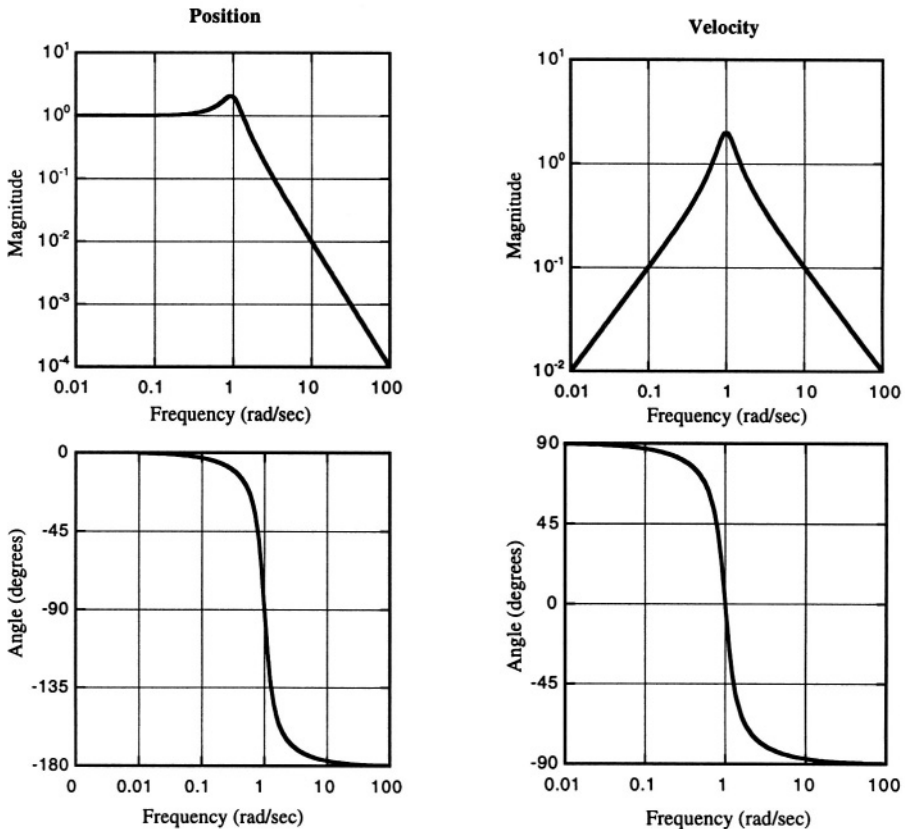 Position
10^1
10^0
10^-1
10^-2
10^-3
10^-4
Magnitude
0.01 0.1 1 10 100
Frequency (rad/sec)
Velocity
10^1
10^0
10^-1
10^-2
Magnitude
0.01 0.1 1 10 100
Frequency (rad/sec)
0
-45
-90
-135
-180
Angle (degrees)
0 0.01 0.1 1 10 100
Frequency (rad/sec)
90
45
0
-45
-90
Angle (degrees)
0.01 0.1 1 10 100
Frequency (rad/sec)